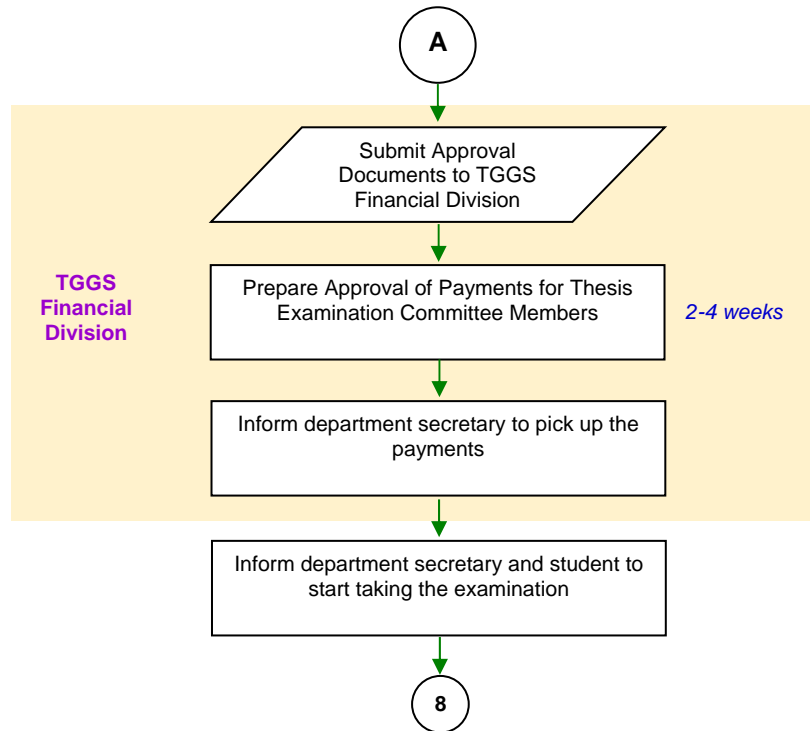 A
Submit Approval
Documents to TGGS
Financial Division
TGGS
Financial
Division
Prepare Approval of Payments for Thesis
Examination Committee Members
2-4 weeks
Inform department secretary to pick up the
payments
Inform department secretary and student to
start taking the examination
8